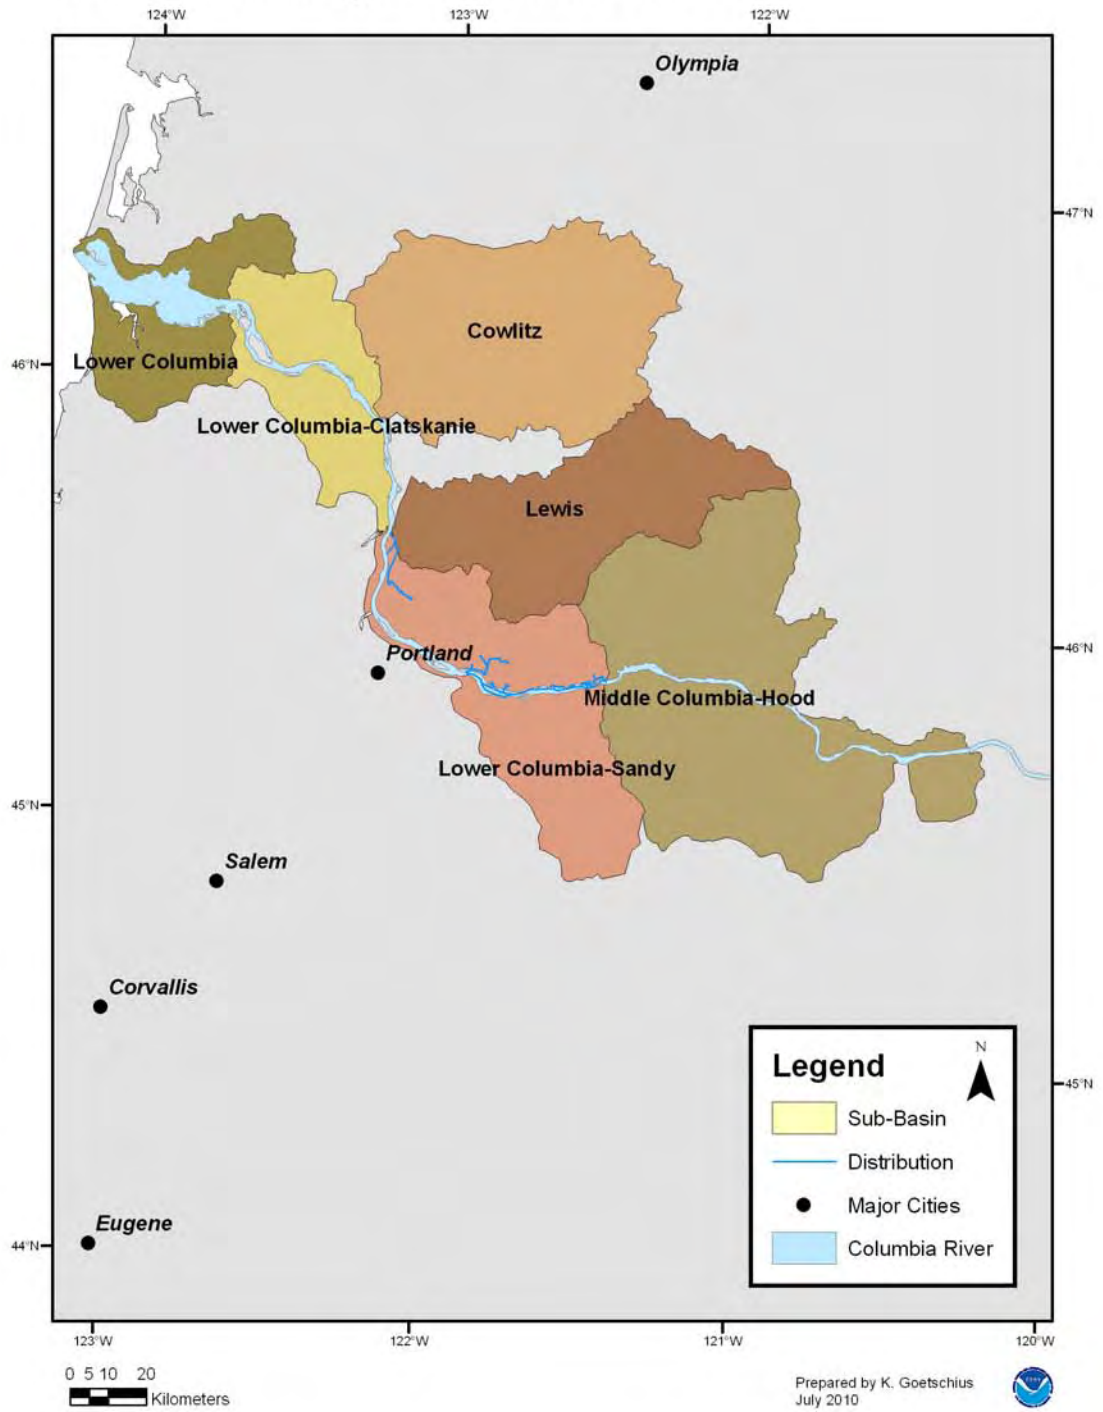 124°W 123°W 122°W
Olympia
47°N
Cowlitz
46°N
Lower Columbia
Lower Columbia-Clatskanie
Lewis
Portland
46°N
Middle Columbia-Hood
Lower Columbia-Sandy
45°N
Salem
Corvallis
Legend
N
45°N
Sub-Basin
Distribution
Major Cities
Columbia River
Eugene
44°N
123°W 122°W 121°W 120°W
0 5 10 20
Kilometers
Prepared by K. Goetschius
July 2010